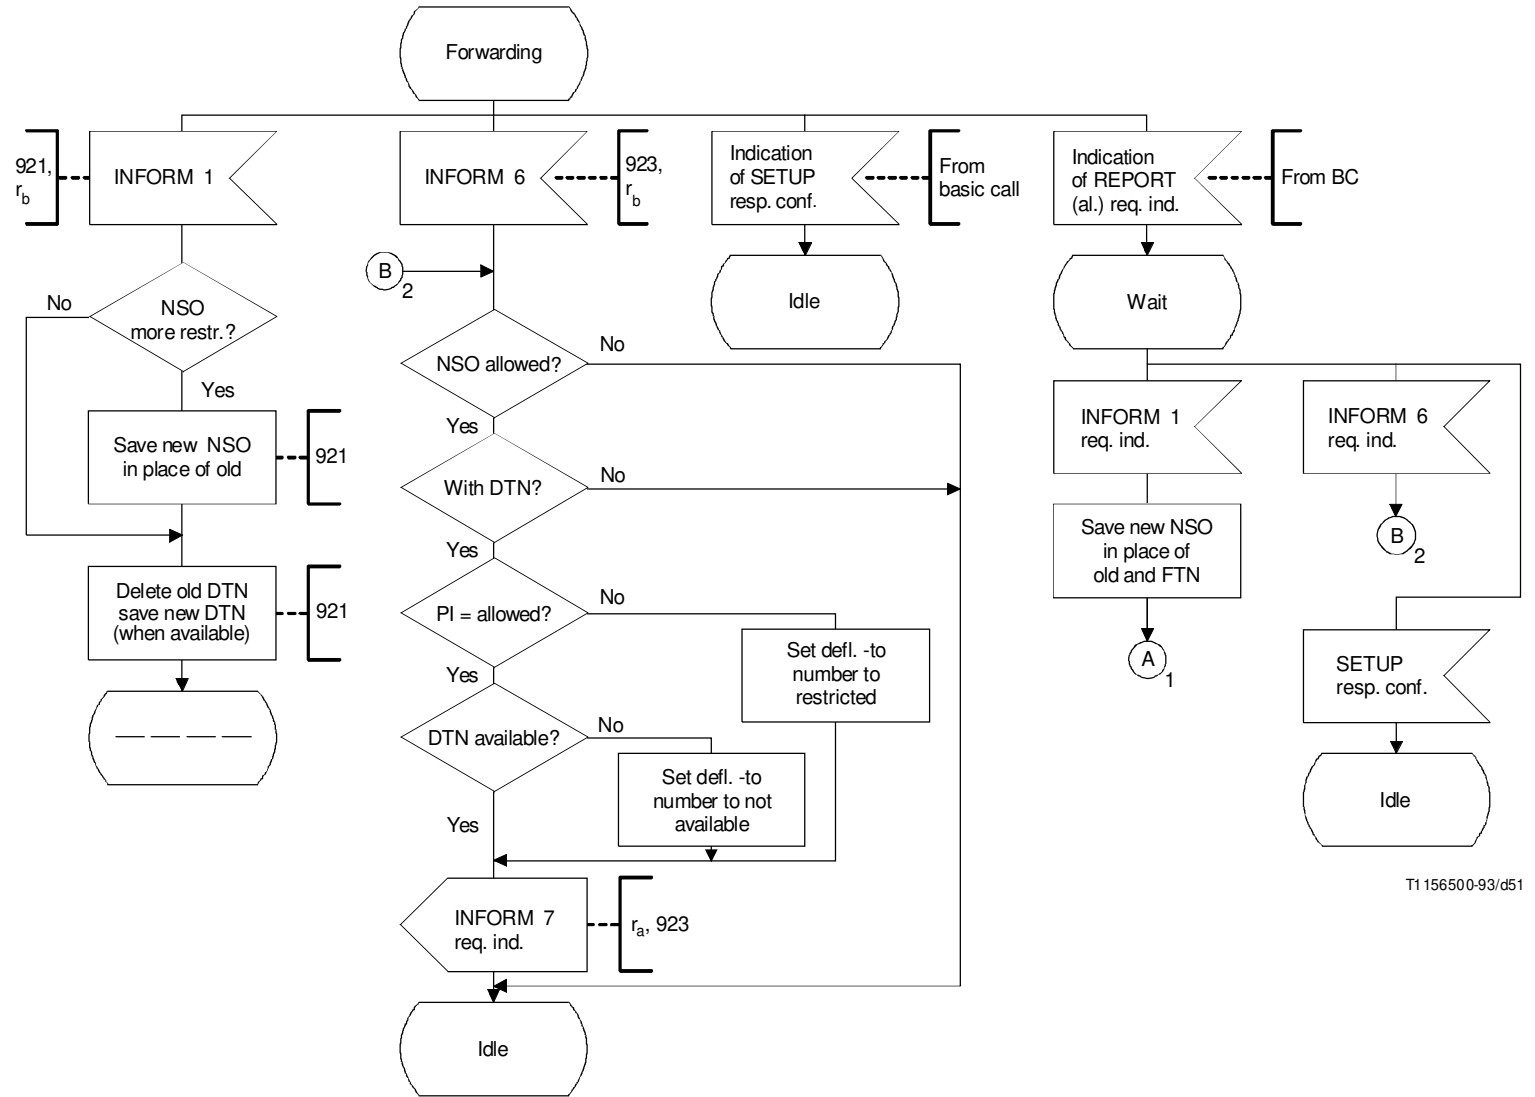 Forwarding
921,
rb
INFORM 1
INFORM 6
923,
rb
Indication
of SETUP
resp. conf.
From
basic call
Indication
of REPORT
(al.) req. ind.
From BC
B
2
No
NSO
more restr.?
Yes
Save new NSO
in place of old
921
Delete old DTN
save new DTN
(when available)
921
NSO allowed?
No
Yes
With DTN?
No
Yes
PI = allowed?
No
Yes
Set defl. -to
number to
restricted
DTN available?
No
Yes
Set defl. -to
number to not
available
INFORM 7
req. ind.
ra, 923
Idle
Idle
Wait
INFORM 1
req. ind.
Save new NSO
in place of
old and FTN
A
1
INFORM 6
req. ind.
B
2
SETUP
resp. conf.
Idle
T1156500-93/d51